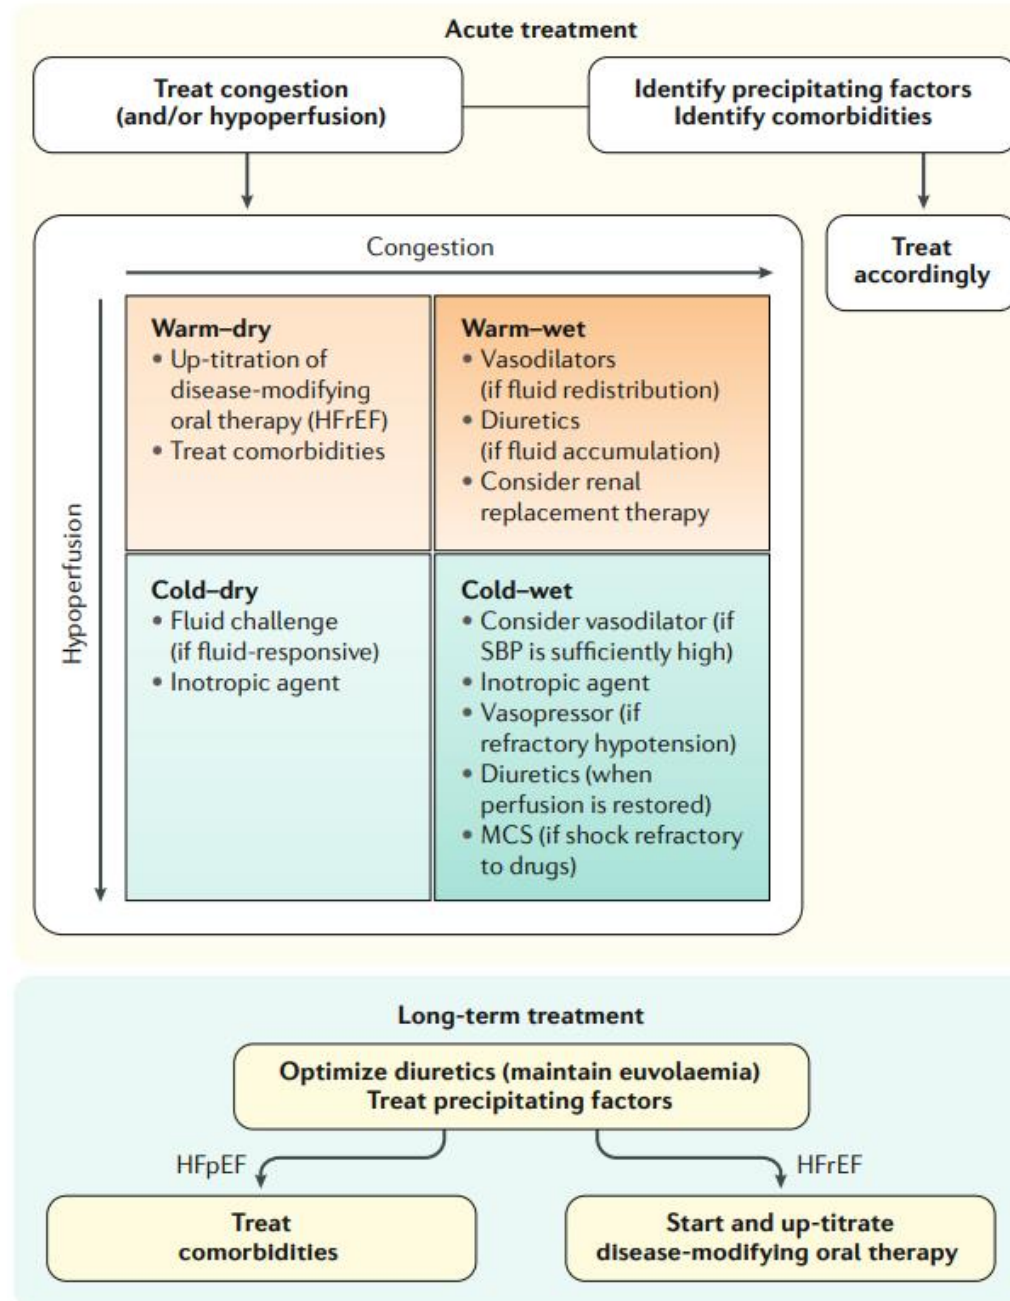 Acute treatment
Treat congestion
(and/or hypoperfusion)
Identify precipitating factors
Identify comorbidities
Treat
accordingly
Congestion
Hypoperfusion
Warm–dry
• Up-titration of
disease-modifying
oral therapy (HFrEF)
• Treat comorbidities
Warm–wet
• Vasodilators
(if fluid redistribution)
• Diuretics
(if fluid accumulation)
• Consider renal
replacement therapy
Cold–dry
• Fluid challenge
(if fluid-responsive)
• Inotropic agent
Cold–wet
• Consider vasodilator (if
SBP is sufficiently high)
• Inotropic agent
• Vasopressor (if
refractory hypotension)
• Diuretics (when
perfusion is restored)
• MCS (if shock refractory
to drugs)
Long-term treatment
Optimize diuretics (maintain euvolaemia)
Treat precipitating factors
HFpEF
HFrEF
Treat
comorbidities
Start and up-titrate
disease-modifying oral therapy